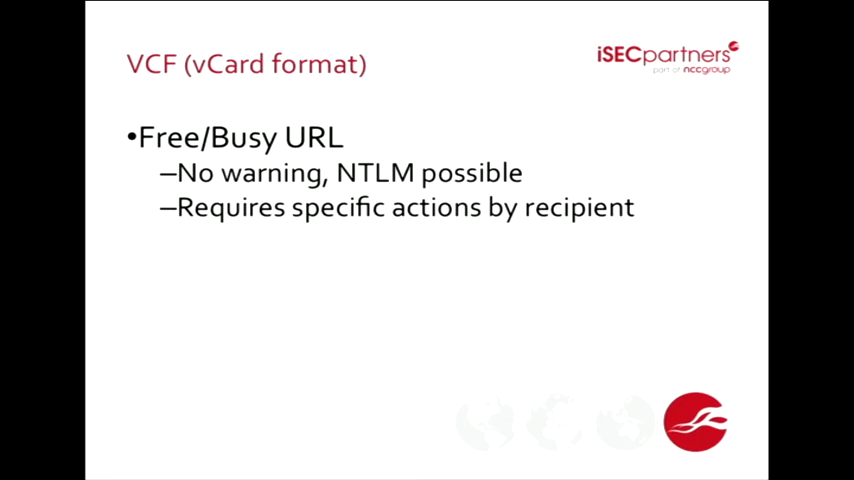 VCF (vCard format)
iSECpartners
part of nccgroup
•Free/Busy URL
–No warning, NTLM possible
–Requires specific actions by recipient